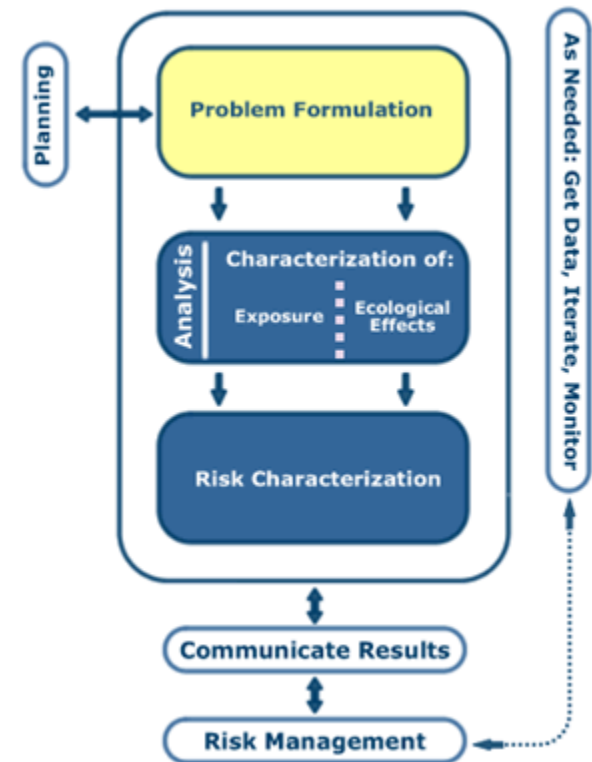 Planning
Problem Formulation
Analysis
Characterization of:
Exposure
Ecological
Effects
Risk Characterization
Communicate Results
Risk Management
As Needed: Get Data, Iterate, Monitor